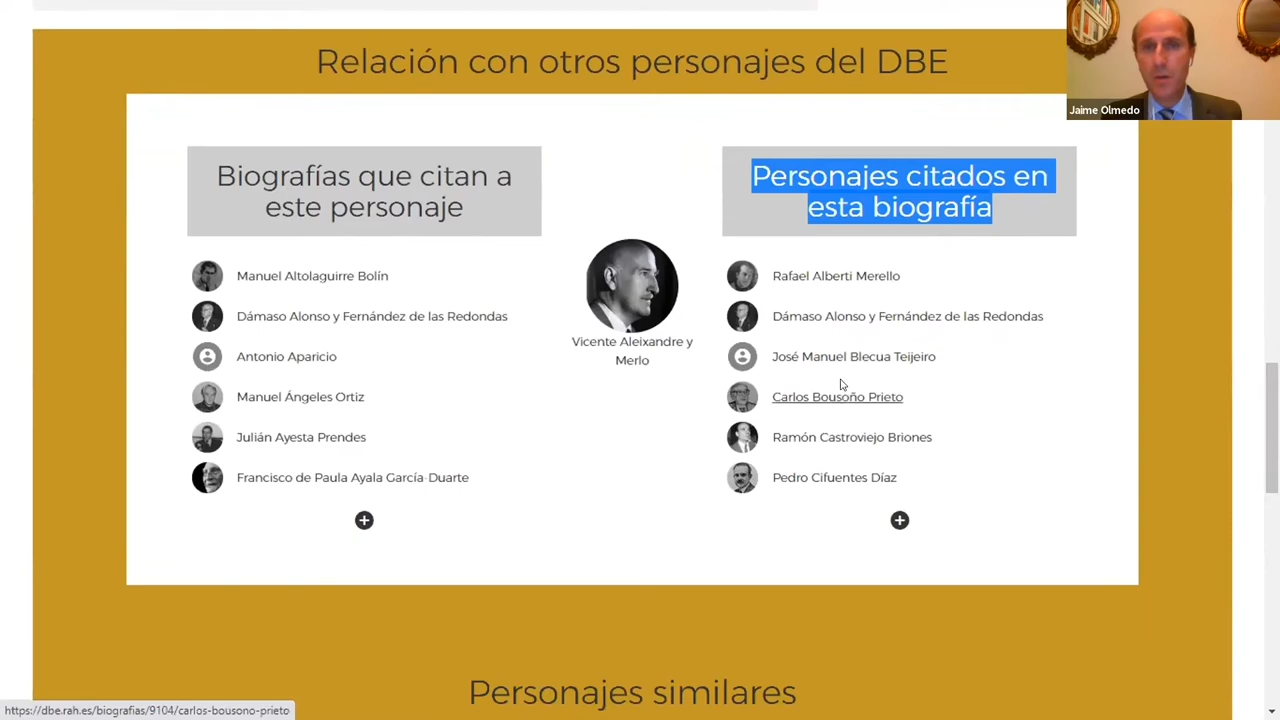 Relación con otros personajes del DBE
Jaime Olmedo
Biografías que citan a
este personaje
Manuel Altolaguirre Bolín
Dámaso Alonso y Fernández de las Redondas
Antonio Aparicio
Manuel Ángeles Ortiz
Julián Ayesta Prendes
Francisco de Paula Ayala García-Duarte
Vicente Aleixandre y
Merlo
Personajes citados en
esta biografía
Rafael Alberti Merello
Dámaso Alonso y Fernández de las Redondas
José Manuel Blecua Teijeiro
Carlos Bousoño Prieto
Ramón Castroviejo Briones
Pedro Cifuentes Díaz
Personajes similares
https://dbe.rah.es/biografias/9104/carlos-bousono-prieto